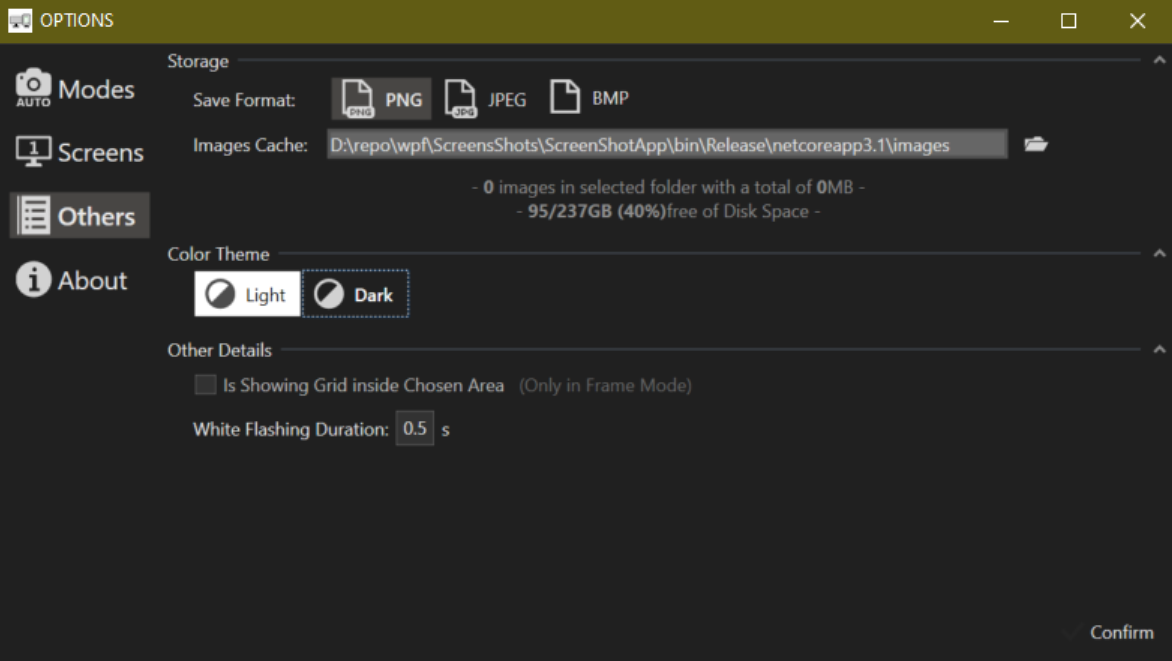 OPTIONS
AUTO Modes
1 Screens
Others
i About
Storage
Save Format: PNG PNG JPG JPEG BMP
Images Cache: D:\repo\wpf\ScreensShots\ScreenShotApp\bin\Release\netcoreapp3.1\images
- 0 images in selected folder with a total of 0MB -
- 95/237GB (40%)free of Disk Space -
Color Theme
Light Dark
Other Details
Is Showing Grid inside Chosen Area (Only in Frame Mode)
White Flashing Duration: 0.5 s
Confirm